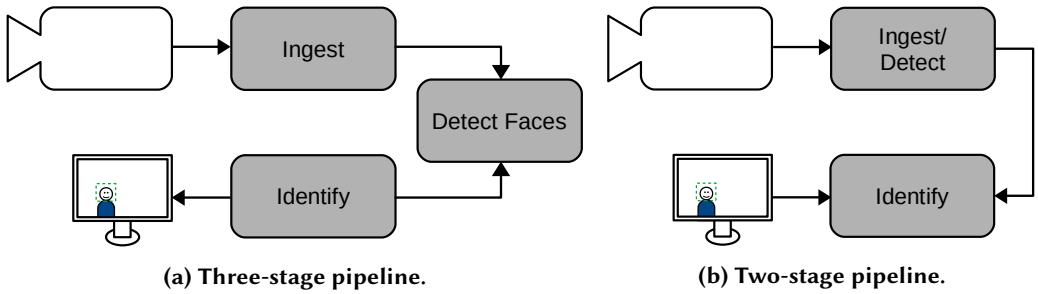 Ingest
Detect Faces
Identify
(a) Three-stage pipeline.
Ingest/
Detect
Identify
(b) Two-stage pipeline.